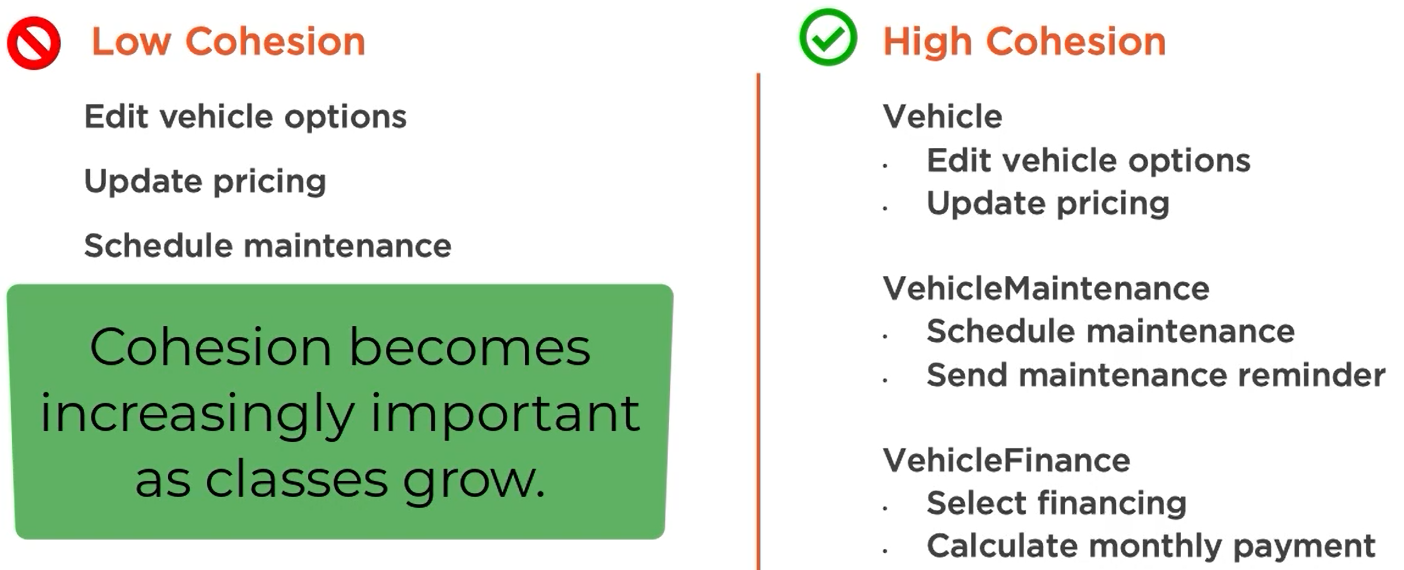 Low Cohesion
Edit vehicle options
Update pricing
Schedule maintenance
Cohesion becomes
increasingly important
as classes grow.
High Cohesion
Vehicle
· Edit vehicle options
· Update pricing
VehicleMaintenance
· Schedule maintenance
· Send maintenance reminder
VehicleFinance
· Select financing
· Calculate monthly payment